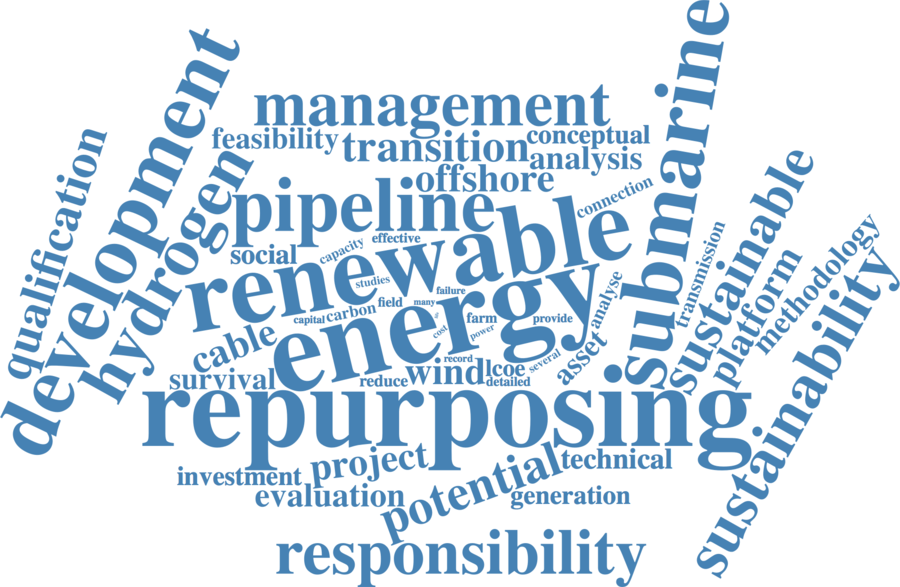 management
feasibility
transition
conceptual
analysis
offshore
pipeline
connection
submarine
development
qualification
hydrogen
social
capacity
effective
renewable
studies
failure
many
capital
carbon
field
energy
cost
farm
power
provide
analyse
transmission
sustainable
platform
methodology
sustainability
cable
survival
reduce
wind
record
lcoe
detailed
several
asset
repurposing
investment
project
potential
technical
evaluation
generation
responsibility